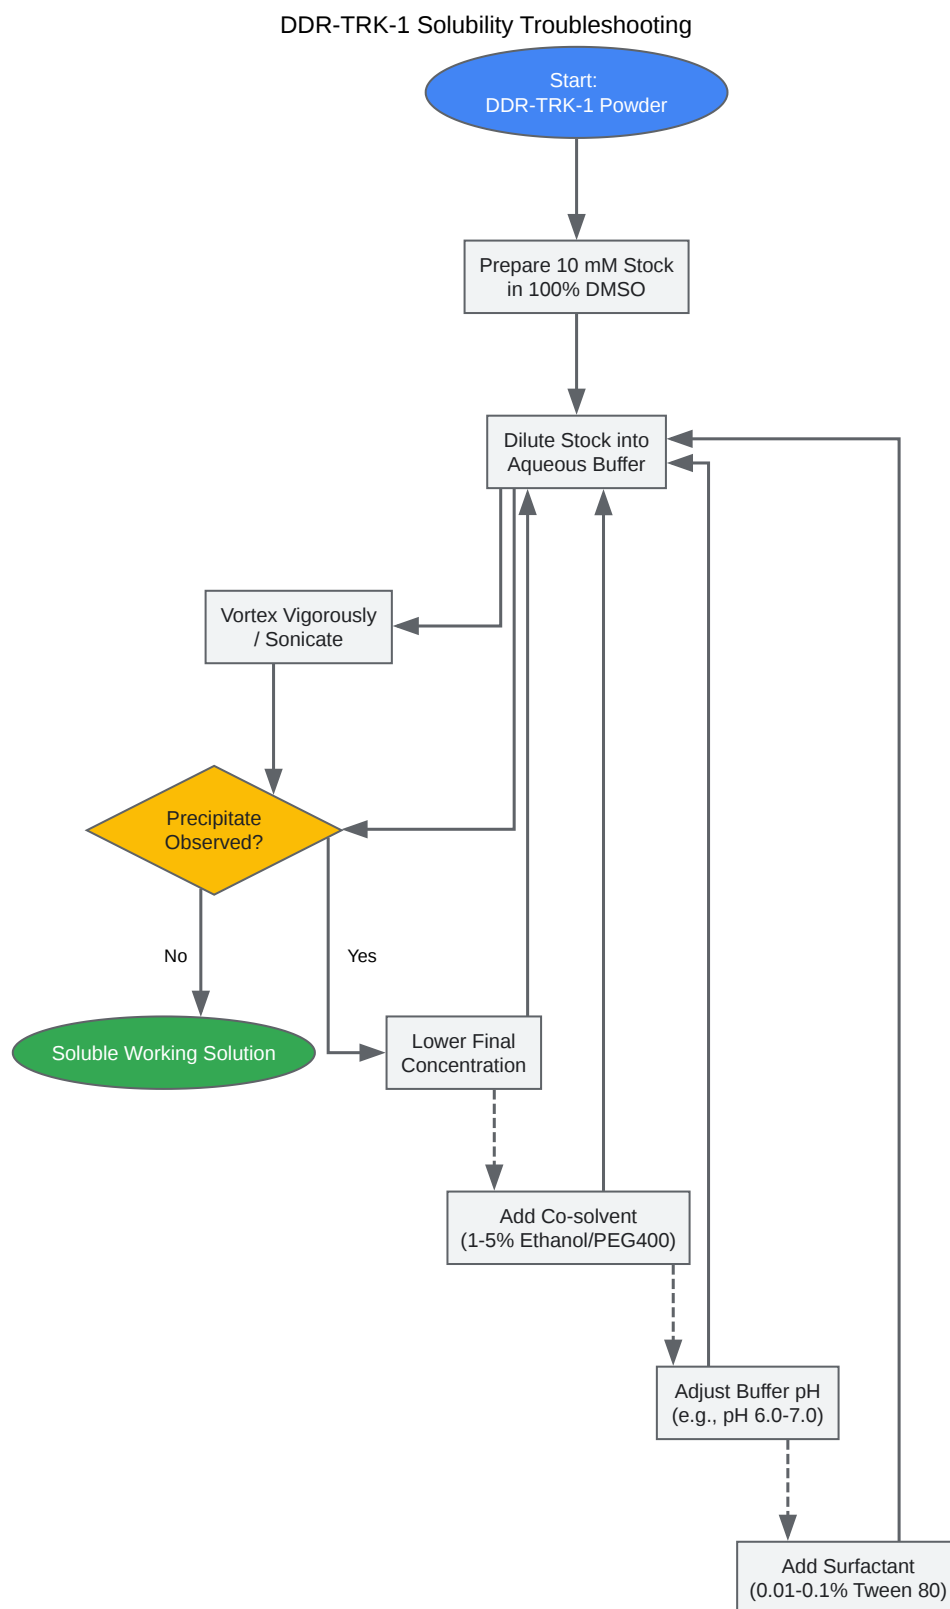 DDR-TRK-1 Solubility Troubleshooting
Start:
DDR-TRK-1 Powder
Prepare 10 mM Stock
in 100% DMSO
Dilute Stock into
Aqueous Buffer
Vortex Vigorously
/ Sonicate
Precipitate
Observed?
No
Yes
Soluble Working Solution
Lower Final
Concentration
Add Co-solvent
(1-5% Ethanol/PEG400)
Adjust Buffer pH
(e.g., pH 6.0-7.0)
Add Surfactant
(0.01-0.1% Tween 80)